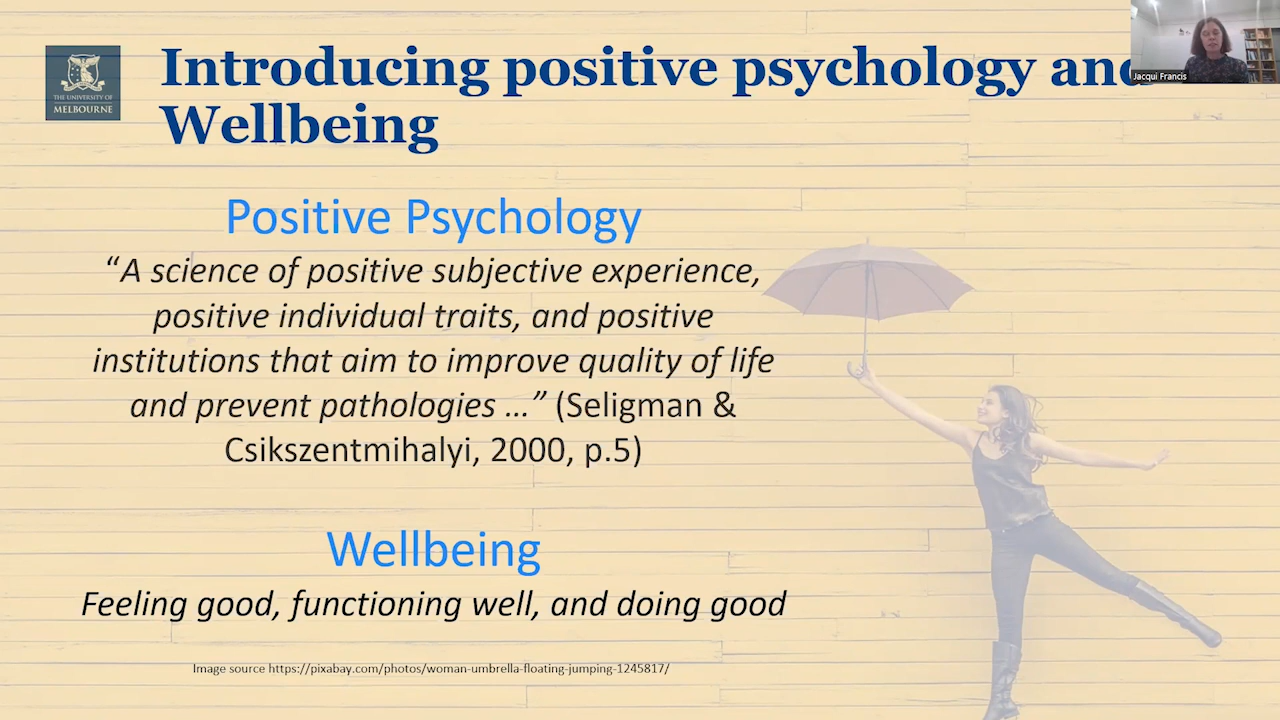 THE UNIVERSITY OF
MELBOURNE
Introducing positive psychology and
Wellbeing
Jacqui Francis
Positive Psychology
“A science of positive subjective experience,
positive individual traits, and positive
institutions that aim to improve quality of life
and prevent pathologies …” (Seligman &
Csikszentmihalyi, 2000, p.5)
Wellbeing
Feeling good, functioning well, and doing good
Image source https://pixabay.com/photos/woman-umbrella-floating-jumping-1245817/